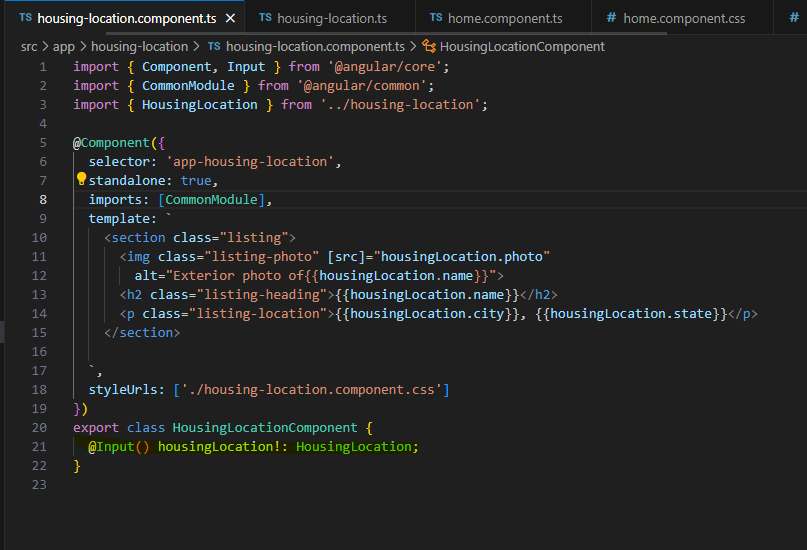 TS housing-location.component.ts × TS housing-location.ts TS home.component.ts # home.component.css #
src > app > housing-location > TS housing-location.component.ts > HousingLocationComponent
1 import { Component, Input } from '@angular/core';
2 import { CommonModule } from '@angular/common';
3 import { HousingLocation } from '../housing-location';
4
5 @Component({
6 selector: 'app-housing-location',
7 standalone: true,
8 imports: [CommonModule],
9 template: `
10 <section class="listing">
11 <img class="listing-photo" [src]="housingLocation.photo"
12 alt="Exterior photo of{{housingLocation.name}}">
13 <h2 class="listing-heading">{{housingLocation.name}}</h2>
14 <p class="listing-location">{{housingLocation.city}}, {{housingLocation.state}}</p>
15 </section>
16
17 `,
18 styleUrls: ['./housing-location.component.css']
19 })
20 export class HousingLocationComponent {
21 @Input() housingLocation!: HousingLocation;
22 }
23